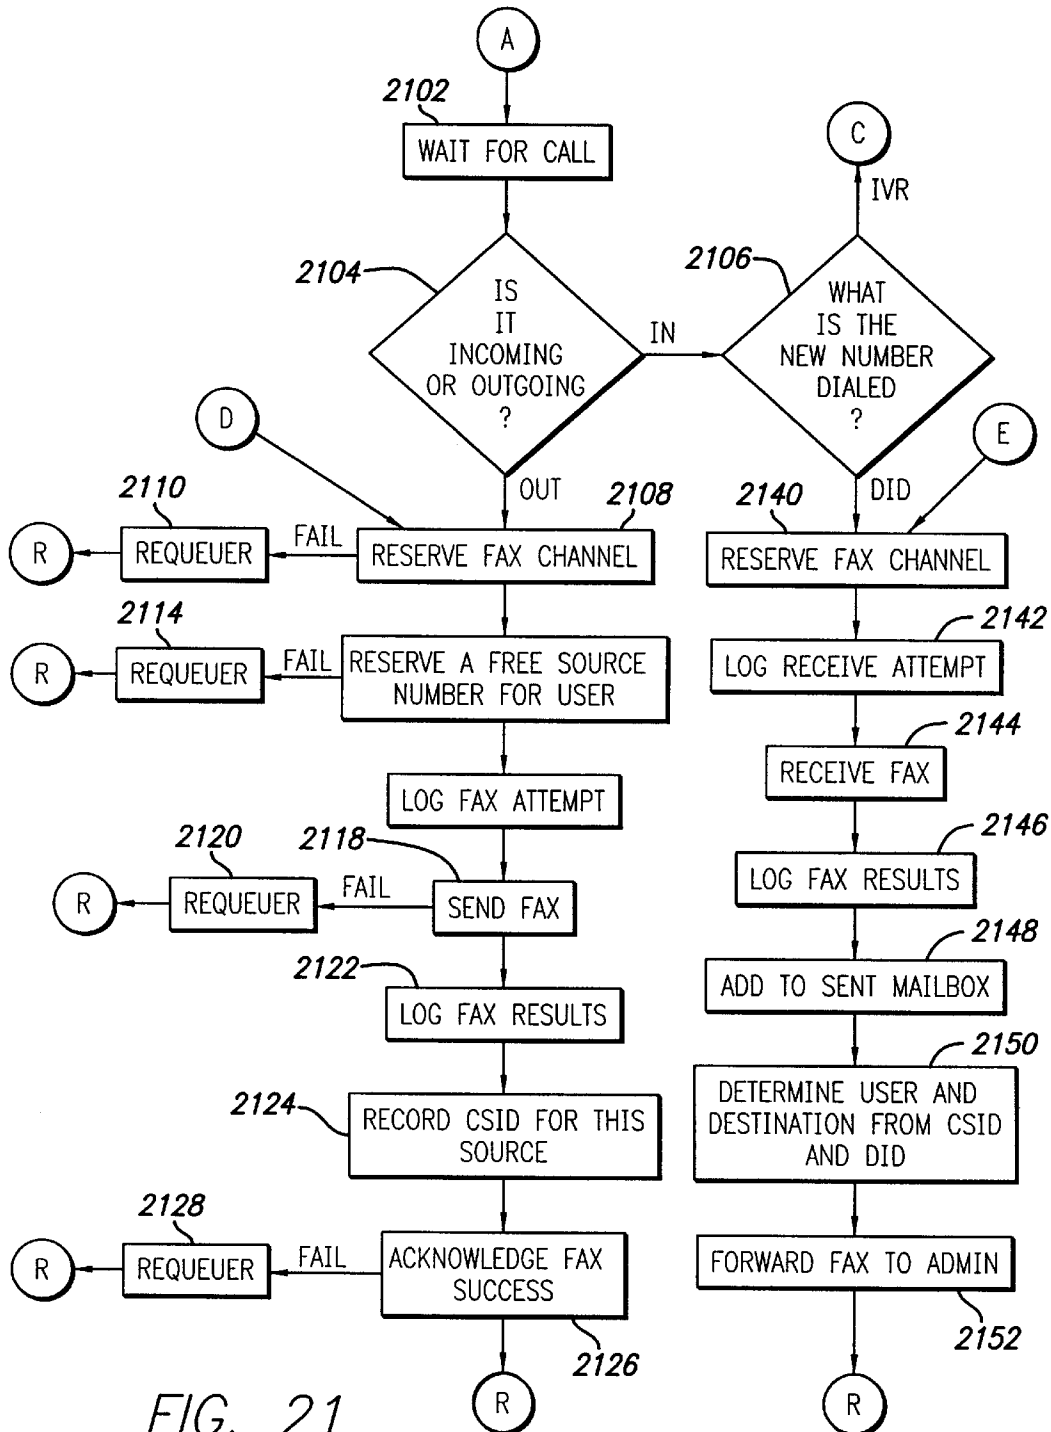 A
2102
WAIT FOR CALL
C
IVR
2104
IS
IT
INCOMING
OR OUTGOING
?
IN
2106
WHAT
IS THE
NEW NUMBER
DIALED
?
D
E
OUT
DID
2110
R
REQUEUER
FAIL
2108
RESERVE FAX CHANNEL
2140
RESERVE FAX CHANNEL
2114
R
REQUEUER
FAIL
RESERVE A FREE SOURCE
NUMBER FOR USER
2142
LOG RECEIVE ATTEMPT
LOG FAX ATTEMPT
2144
RECEIVE FAX
2120
R
REQUEUER
FAIL
2118
SEND FAX
2146
LOG FAX RESULTS
2122
LOG FAX RESULTS
2148
ADD TO SENT MAILBOX
2124
RECORD CSID FOR THIS
SOURCE
2150
DETERMINE USER AND
DESTINATION FROM CSID
AND DID
2128
R
REQUEUER
FAIL
ACKNOWLEDGE FAX
SUCCESS
2126
FORWARD FAX TO ADMIN
2152
R
R
FIG. 21